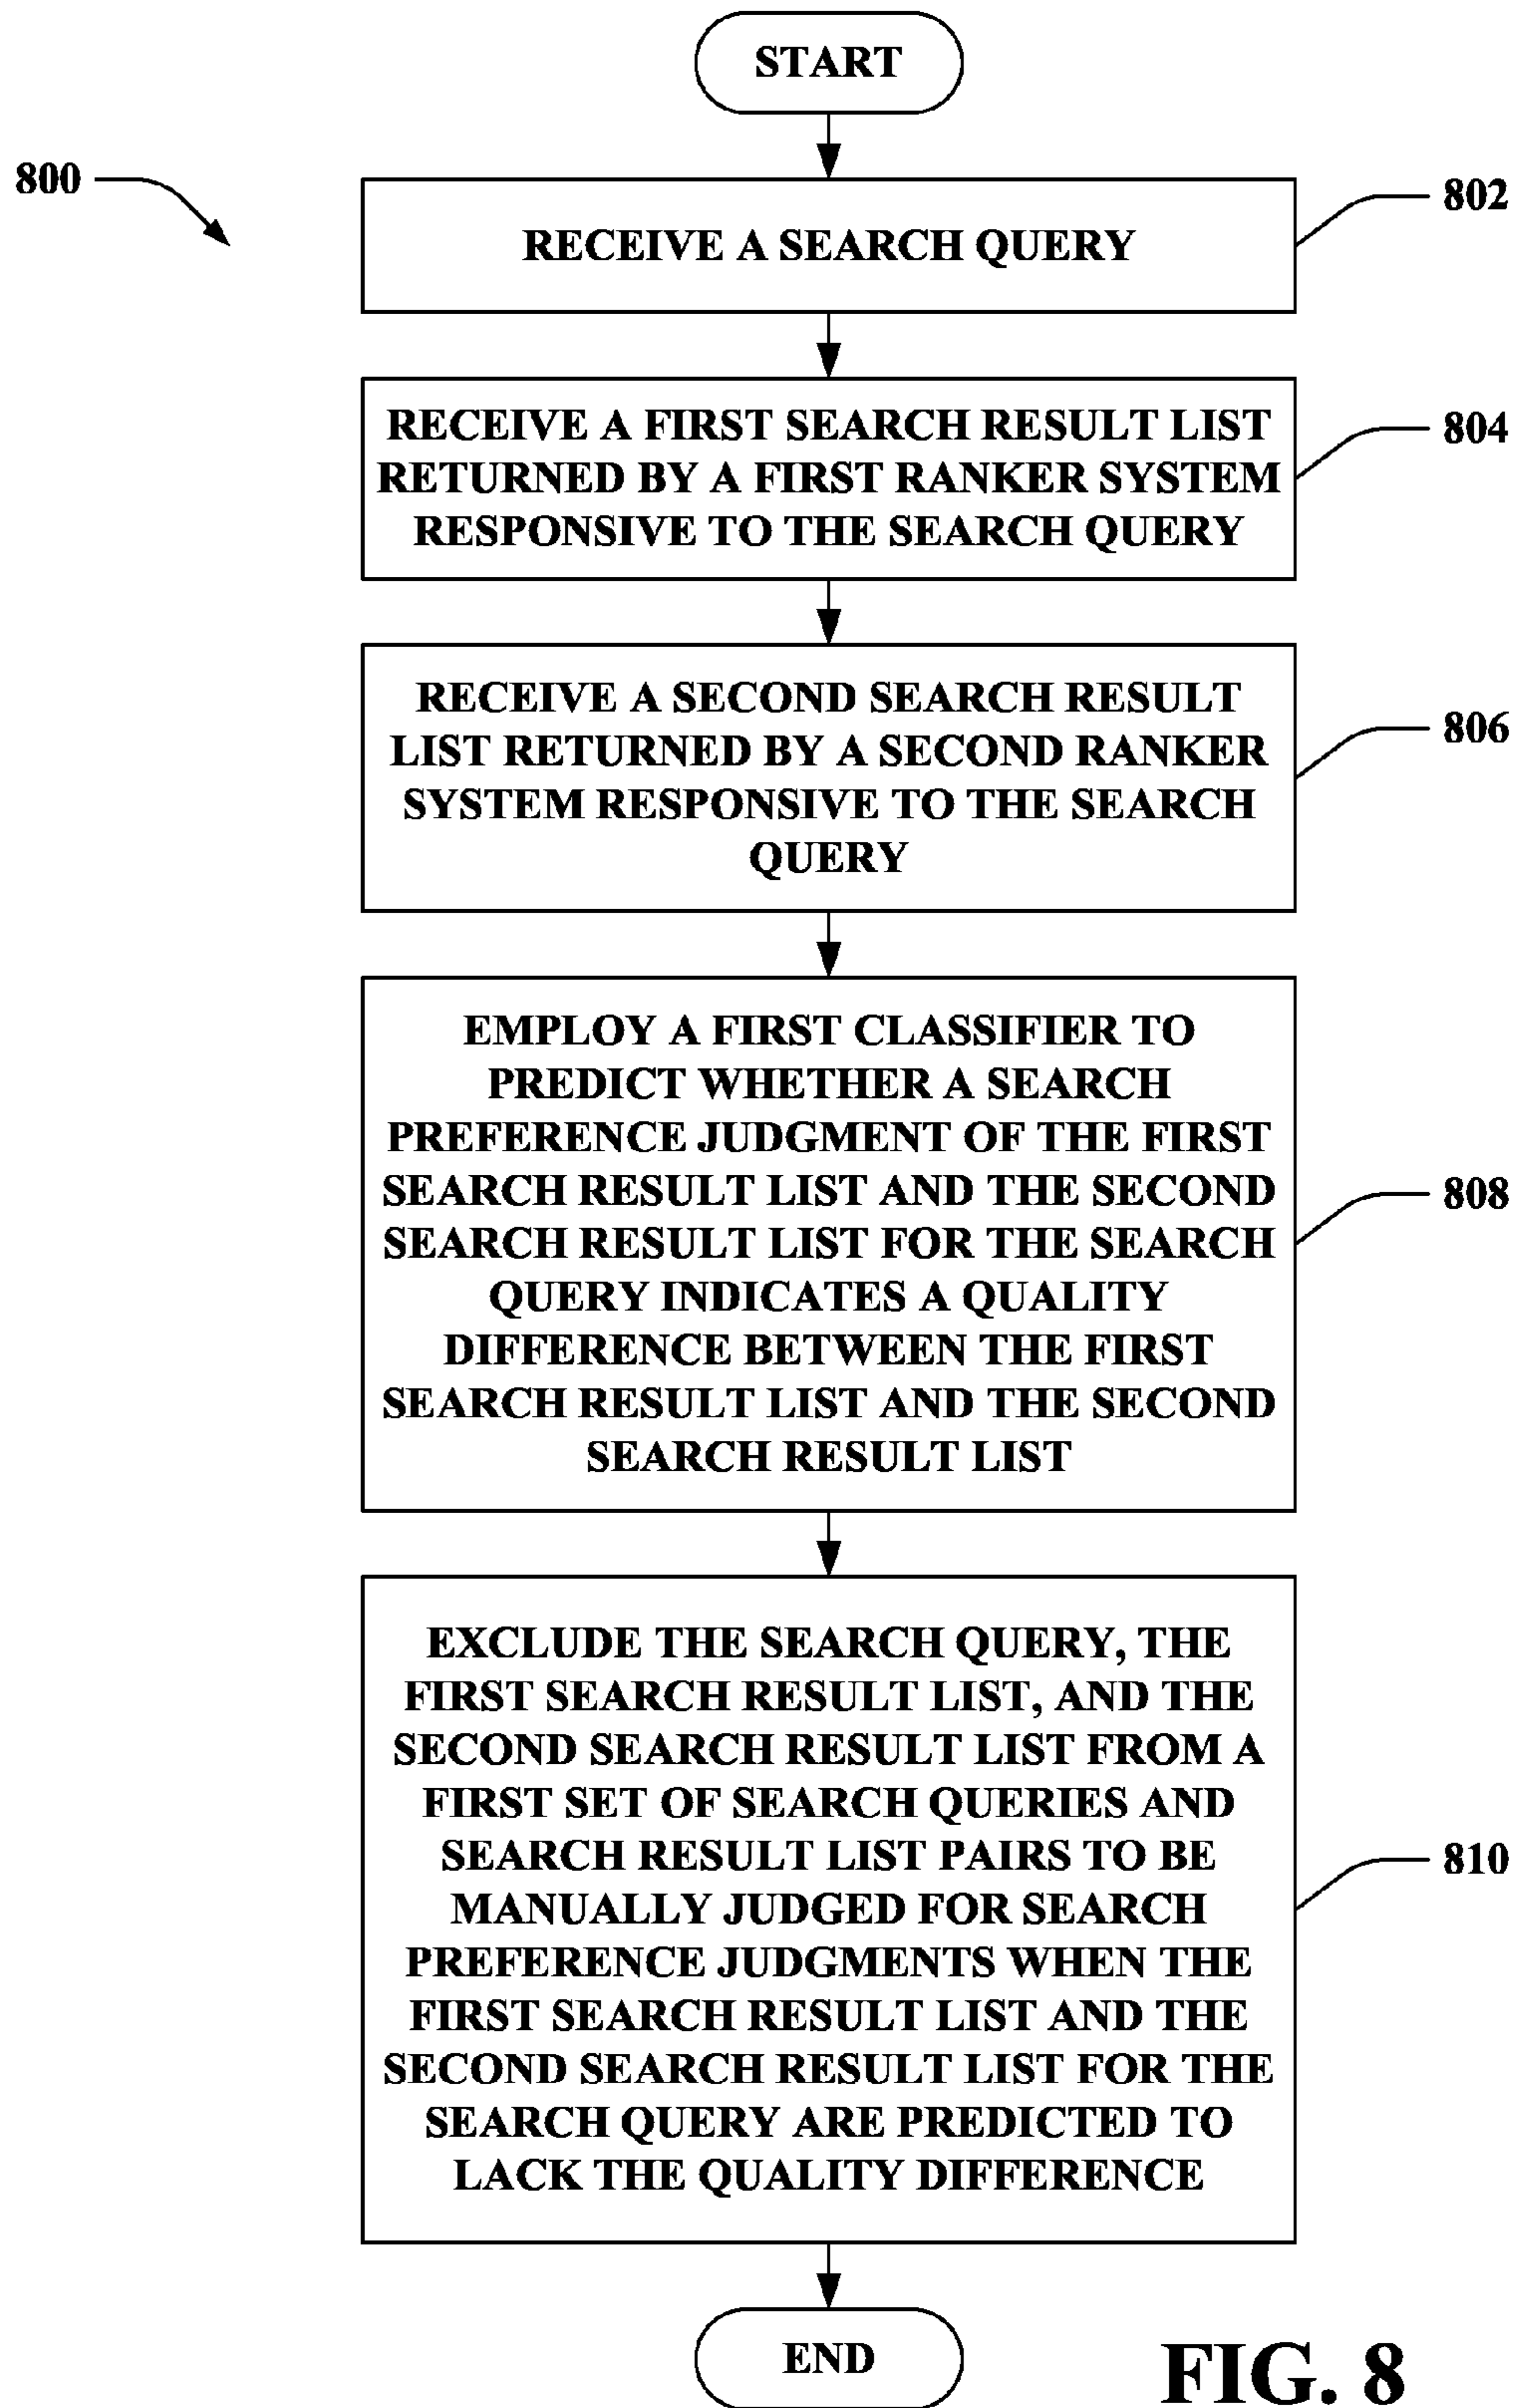 START
800
802
RECEIVE A SEARCH QUERY
RECEIVE A FIRST SEARCH RESULT LIST
RETURNED BY A FIRST RANKER SYSTEM
RESPONSIVE TO THE SEARCH QUERY
804
RECEIVE A SECOND SEARCH RESULT
LIST RETURNED BY A SECOND RANKER
SYSTEM RESPONSIVE TO THE SEARCH
QUERY
806
EMPLOY A FIRST CLASSIFIER TO
PREDICT WHETHER A SEARCH
PREFERENCE JUDGMENT OF THE FIRST
SEARCH RESULT LIST AND THE SECOND
SEARCH RESULT LIST FOR THE SEARCH
QUERY INDICATES A QUALITY
DIFFERENCE BETWEEN THE FIRST
SEARCH RESULT LIST AND THE SECOND
SEARCH RESULT LIST
808
EXCLUDE THE SEARCH QUERY, THE
FIRST SEARCH RESULT LIST, AND THE
SECOND SEARCH RESULT LIST FROM A
FIRST SET OF SEARCH QUERIES AND
SEARCH RESULT LIST PAIRS TO BE
MANUALLY JUDGED FOR SEARCH
PREFERENCE JUDGMENTS WHEN THE
FIRST SEARCH RESULT LIST AND THE
SECOND SEARCH RESULT LIST FOR THE
SEARCH QUERY ARE PREDICTED TO
LACK THE QUALITY DIFFERENCE
810
END
FIG. 8